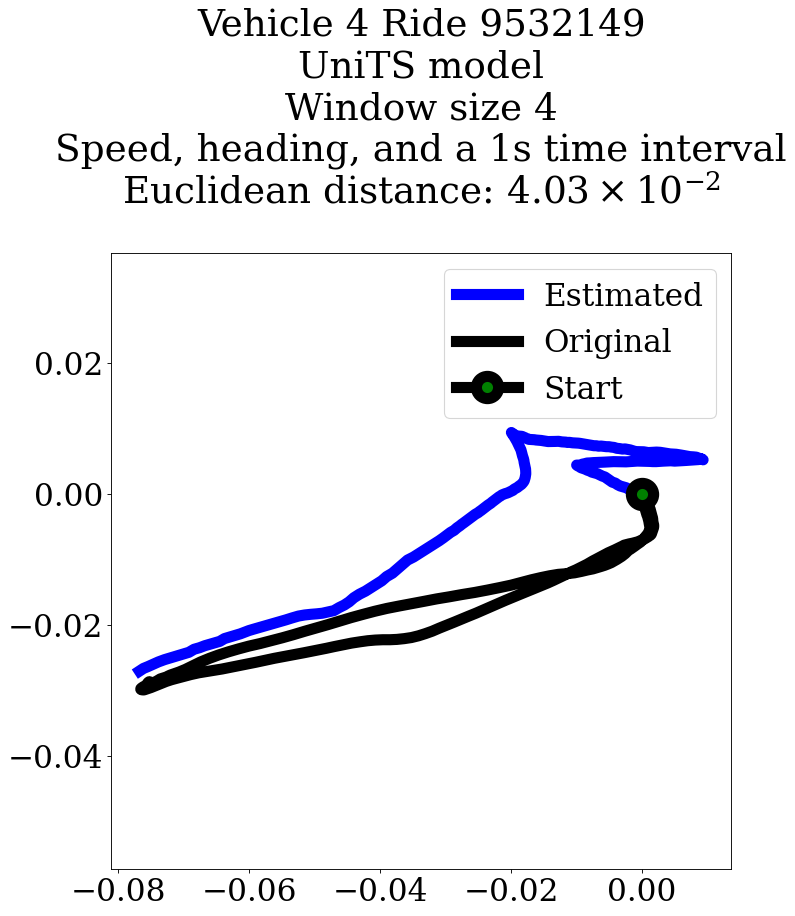 Vehicle 4 Ride 9532149
UniTS model
Window size 4
Speed, heading, and a 1s time interval
Euclidean distance: 4.03 × 10⁻²
Estimated
Original
Start
0.02
0.00
−0.02
−0.04
−0.08 −0.06 −0.04 −0.02 0.00